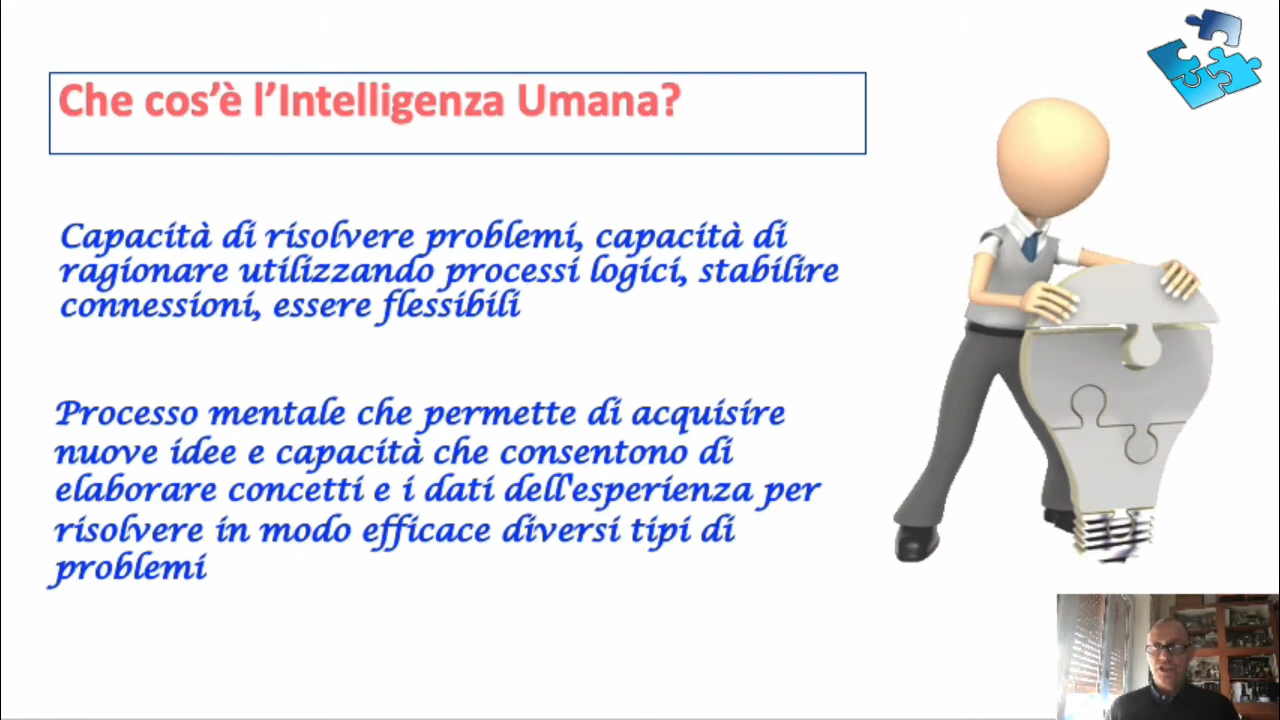 Che cos’è l’Intelligenza Umana?
Capacità di risolvere problemi, capacità di
ragionare utilizzando processi logici, stabilire
connessioni, essere flessibili
Processo mentale che permette di acquisire
nuove idee e capacità che consentono di
elaborare concetti e i dati dell'esperienza per
risolvere in modo efficace diversi tipi di
problemi